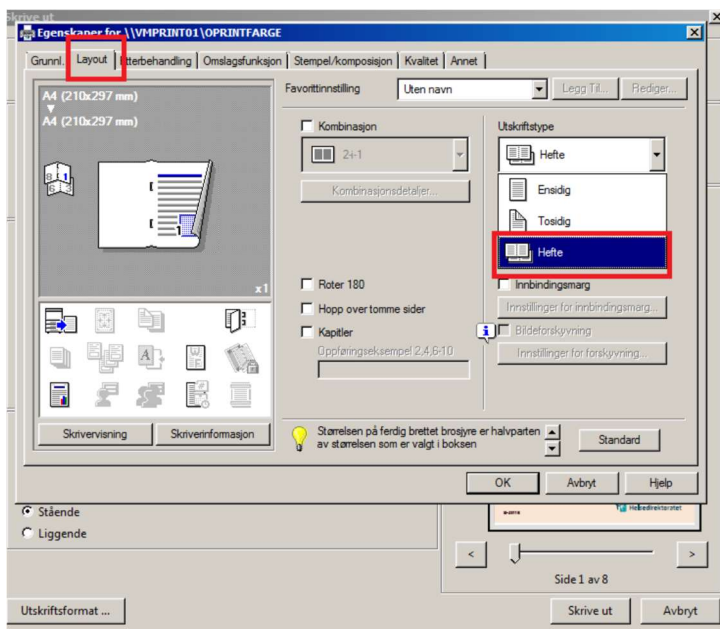 Skrive ut
Egenskaper for \\VMPRINT01\OPRINTFARGE
Grunnl. Layout Etterbehandling Omslagsfunksjon Stempel/komposisjon Kvalitet Annet
A4 (210x297 mm)
A4 (210x297 mm)
x1
Skrivervisning Skriverinformasjon
Favorittinnstilling Uten navn Legg Til... Rediger...
Kombinasjon
2-i-1
Kombinasjonsdetaljer...
Roter 180
Hopp over tomme sider
Kapitler
Oppføringseksempel 2,4,6-10
Utskriftstype
Hefte
Ensidig
Tosidig
Hefte
Innbindingsmarg
Innstillinger for innbindingsmarg...
Bildeforskyvning
Innstillinger for forskyvning...
Størrelsen på ferdig brettet brosjyre er halvparten
av størrelsen som er valgt i boksen
Standard
OK Avbryt Hjelp
Stående
Liggende
Helsedirektoratet
< >
Side 1 av 8
Utskriftsformat ... Skrive ut Avbryt